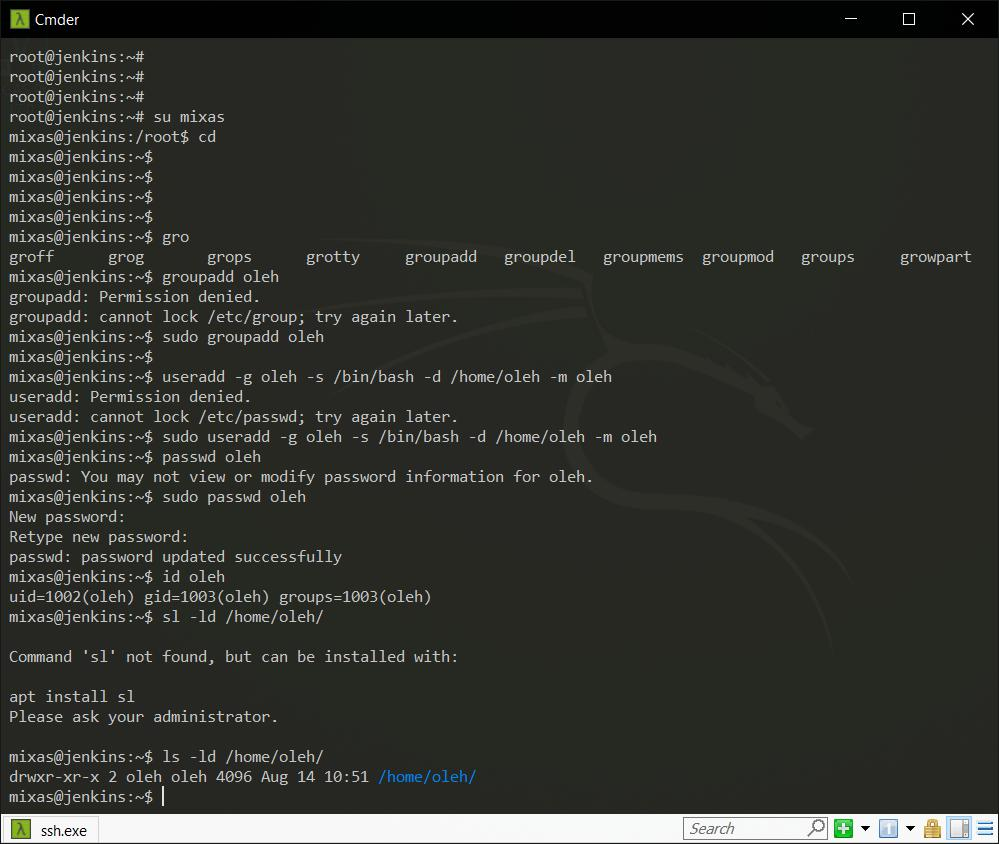 Cmder
root@jenkins:~#
root@jenkins:~#
root@jenkins:~#
root@jenkins:~# su mixas
mixas@jenkins:/root$ cd
mixas@jenkins:~$
mixas@jenkins:~$
mixas@jenkins:~$
mixas@jenkins:~$
mixas@jenkins:~$ gro
groff grog grops grotty groupadd groupdel groupmems groupmod groups growpart
mixas@jenkins:~$ groupadd oleh
groupadd: Permission denied.
groupadd: cannot lock /etc/group; try again later.
mixas@jenkins:~$ sudo groupadd oleh
mixas@jenkins:~$
mixas@jenkins:~$ useradd -g oleh -s /bin/bash -d /home/oleh -m oleh
useradd: Permission denied.
useradd: cannot lock /etc/passwd; try again later.
mixas@jenkins:~$ sudo useradd -g oleh -s /bin/bash -d /home/oleh -m oleh
mixas@jenkins:~$ passwd oleh
passwd: You may not view or modify password information for oleh.
mixas@jenkins:~$ sudo passwd oleh
New password:
Retype new password:
passwd: password updated successfully
mixas@jenkins:~$ id oleh
uid=1002(oleh) gid=1003(oleh) groups=1003(oleh)
mixas@jenkins:~$ sl -ld /home/oleh/
Command 'sl' not found, but can be installed with:
apt install sl
Please ask your administrator.
mixas@jenkins:~$ ls -ld /home/oleh/
drwxr-xr-x 2 oleh oleh 4096 Aug 14 10:51 /home/oleh/
mixas@jenkins:~$
ssh.exe
Search